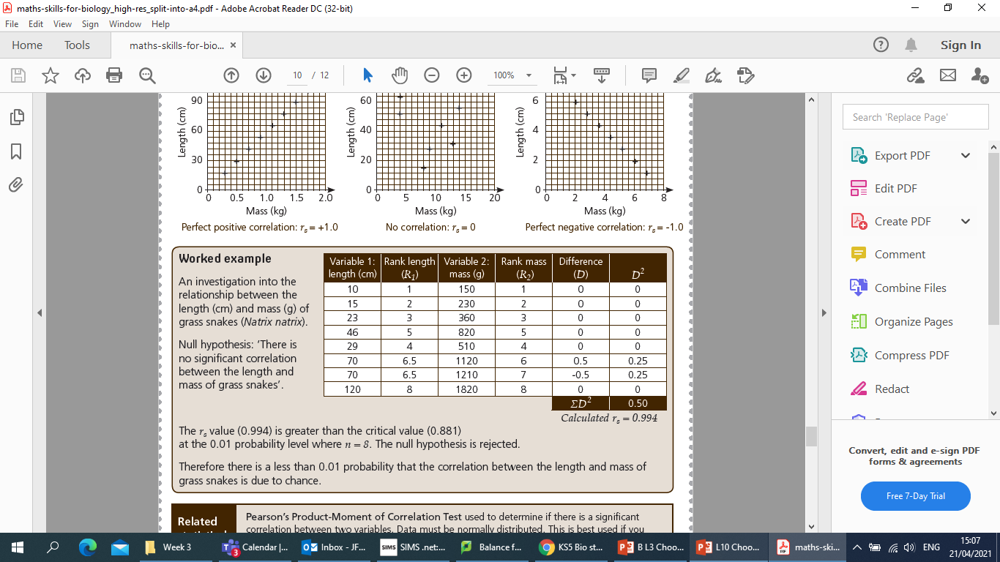 maths-skills-for-biology_high-res_split-into-a4.pdf - Adobe Acrobat Reader DC (32-bit)
File Edit View Sign Window Help
Home Tools maths-skills-for-bio... × Sign In
10 / 12 100%
90 60 6
60 40 4
30 20 2
0 0 0
Length (cm) Length (cm) Length (cm)
0 0.5 1.0 1.5 2.0 0 5 10 15 20 0 2 4 6 8
Mass (kg) Mass (kg) Mass (kg)
Perfect positive correlation: rs = +1.0 No correlation: rs = 0 Perfect negative correlation: rs = -1.0
Worked example
An investigation into the
relationship between the
length (cm) and mass (g) of
grass snakes (Natrix natrix).
Null hypothesis: ‘There is
no significant correlation
between the length and
mass of grass snakes’.
Variable 1: Rank length Variable 2: Rank mass Difference
length (cm) (R1) mass (g) (R2) (D) D²
10 1 150 1 0 0
15 2 230 2 0 0
23 3 360 3 0 0
46 5 820 5 0 0
29 4 510 4 0 0
70 6.5 1120 6 0.5 0.25
70 6.5 1210 7 -0.5 0.25
120 8 1820 8 0 0
ΣD² 0.50
Calculated rs = 0.994
The rs value (0.994) is greater than the critical value (0.881)
at the 0.01 probability level where n = 8. The null hypothesis is rejected.
Therefore there is a less than 0.01 probability that the correlation between the length and mass of
grass snakes is due to chance.
Related
Pearson’s Product-Moment of Correlation Test used to determine if there is a significant
correlation between two variables. Data must be normally distributed. This is best used if you
Search 'Replace Page'
Export PDF
Edit PDF
Create PDF
Comment
Combine Files
Organize Pages
Compress PDF
Redact
Convert, edit and e-sign PDF
forms & agreements
Free 7-Day Trial
Week 3 Calendar |... Inbox - JF... SIMS .net:... Balance f... KS5 Bio st... B L3 Choo... L10 Choo... maths-ski... ENG
15:07
21/04/2021